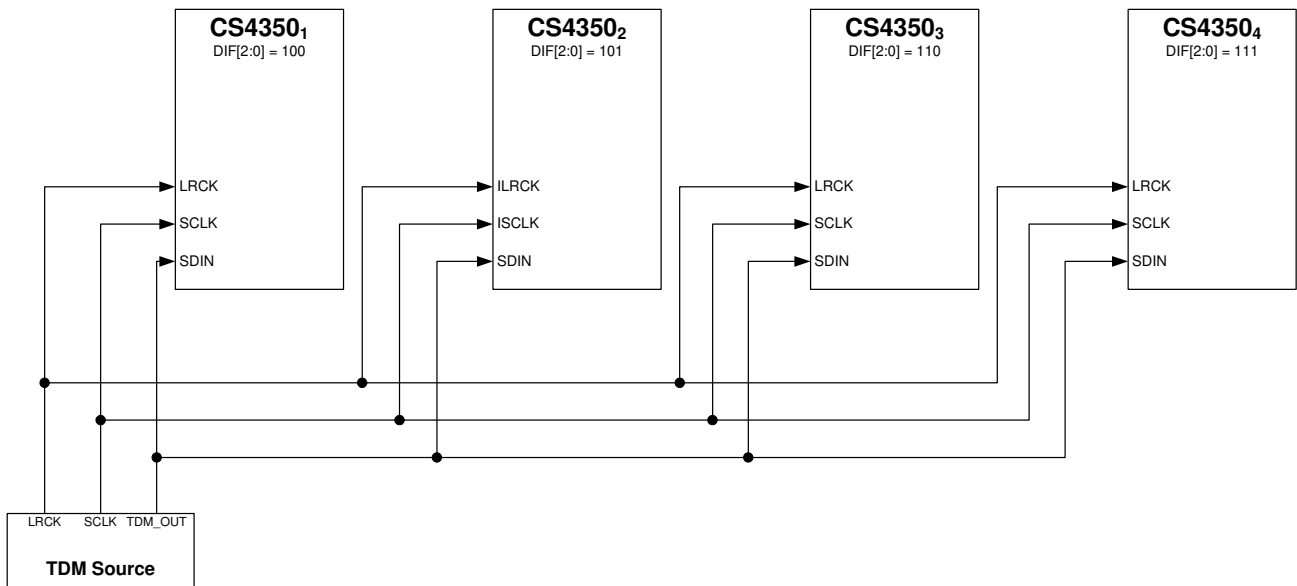 CS4350₁ CS4350₂ CS4350₃ CS4350₄
DIF[2:0] = 100 DIF[2:0] = 101 DIF[2:0] = 110 DIF[2:0] = 111
LRCK ILRCK LRCK LRCK
SCLK ISCLK SCLK SCLK
SDIN SDIN SDIN SDIN
LRCK SCLK TDM_OUT
TDM Source